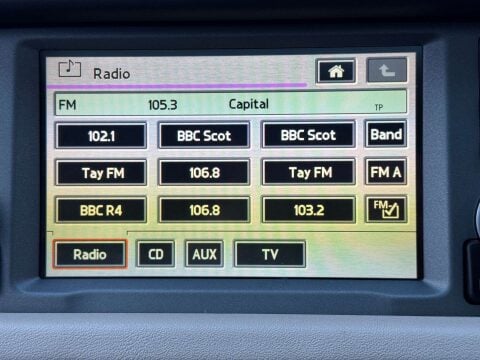 Radio
FM 105.3 Capital TP
102.1 BBC Scot BBC Scot Band
Tay FM 106.8 Tay FM FM A
BBC R4 106.8 103.2 FM
Radio CD AUX TV